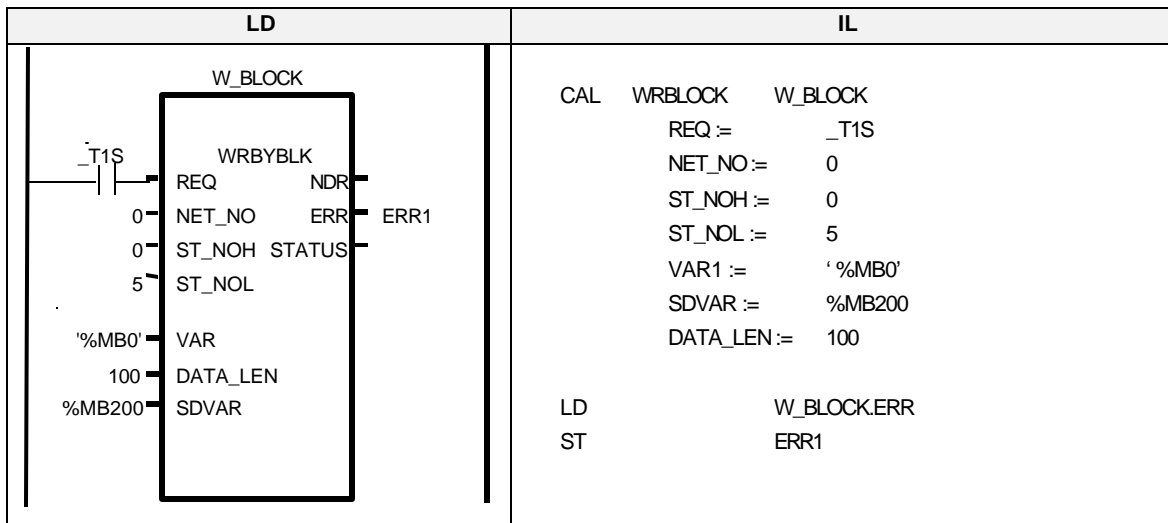 LD IL
W_BLOCK
_T1S WRBYBLK
REQ NDR
0 NET_NO ERR ERR1
0 ST_NOH STATUS
5 ST_NOL
'%MB0' VAR
100 DATA_LEN
%MB200 SDVAR
CAL WRBLOCK W_BLOCK
REQ := _T1S
NET_NO := 0
ST_NOH := 0
ST_NOL := 5
VAR1 := ‘ %MB0’
SDVAR := %MB200
DATA_LEN := 100
LD W_BLOCK.ERR
ST ERR1